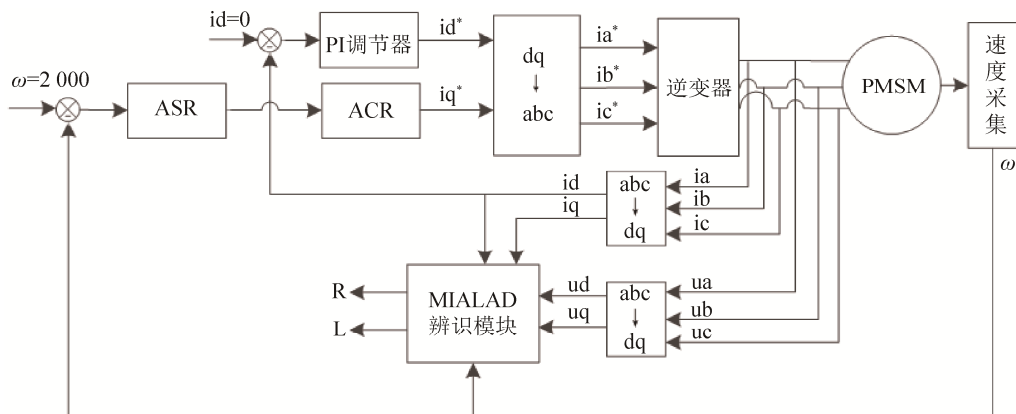 id=0
PI调节器
id*
ω=2 000
ASR
ACR
iq*
dq
abc
ia*
ib*
ic*
逆变器
PMSM
速度采集
ω
id
iq
abc
dq
ia
ib
ic
R
L
MIALAD
辨识模块
ud
uq
abc
dq
ua
ub
uc